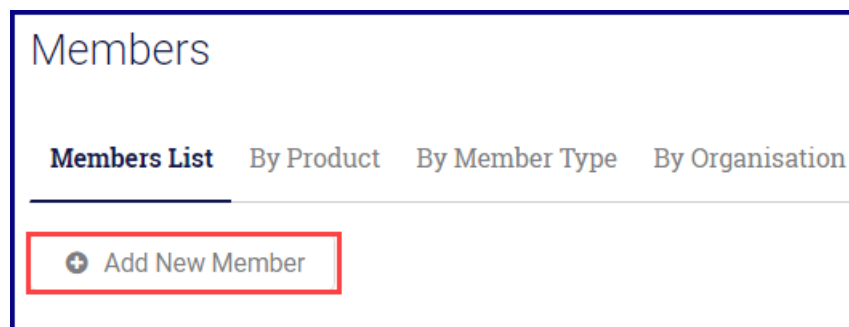 Members
Members List By Product By Member Type By Organisation
Add New Member